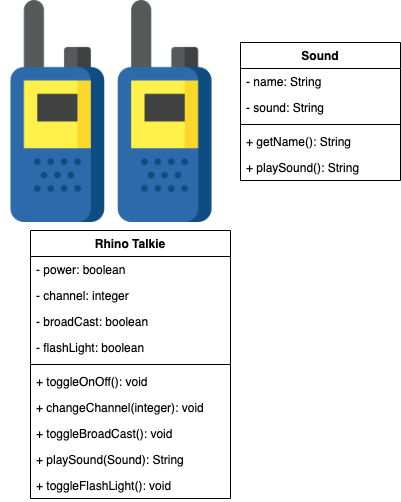 Sound
- name: String
- sound: String
+ getName(): String
+ playSound(): String
Rhino Talkie
- power: boolean
- channel: integer
- broadCast: boolean
- flashLight: boolean
+ toggleOnOff(): void
+ changeChannel(integer): void
+ toggleBroadCast(): void
+ playSound(Sound): String
+ toggleFlashLight(): void